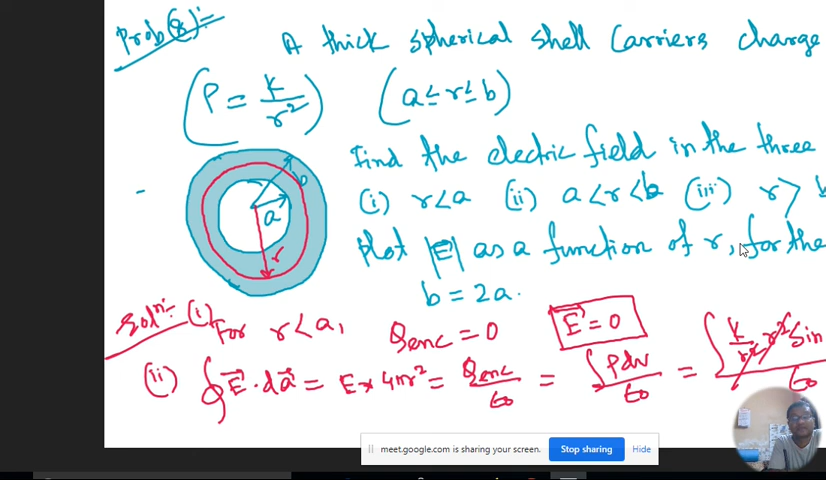 Prob(8):- A thick spherical shell carriers charge
(ρ = k/r²) (a ≤ r ≤ b)
Find the electric field in the three
(i) r<a (ii) a<r<b (iii) r>
Plot |E| as a function of r, for the
b = 2a.
b
a
r
Solⁿ:- (i) For r<a, Qenc = 0 E⃗ = 0
(ii) ∮E⃗·da⃗ = E × 4πr² = Qenc/ε₀ = ∫ρdv/ε₀ = ∫k/r² r² sin /ε₀
meet.google.com is sharing your screen. Stop sharing Hide